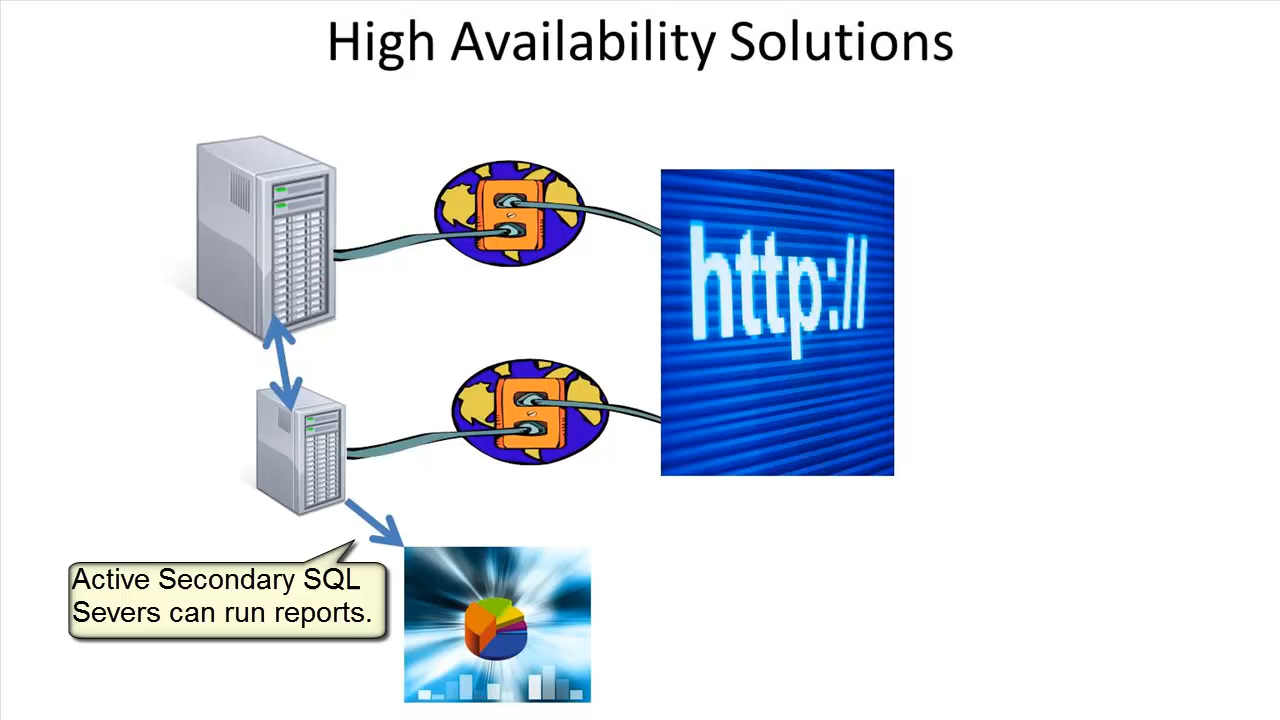 High Availability Solutions
http://
Active Secondary SQL
Severs can run reports.